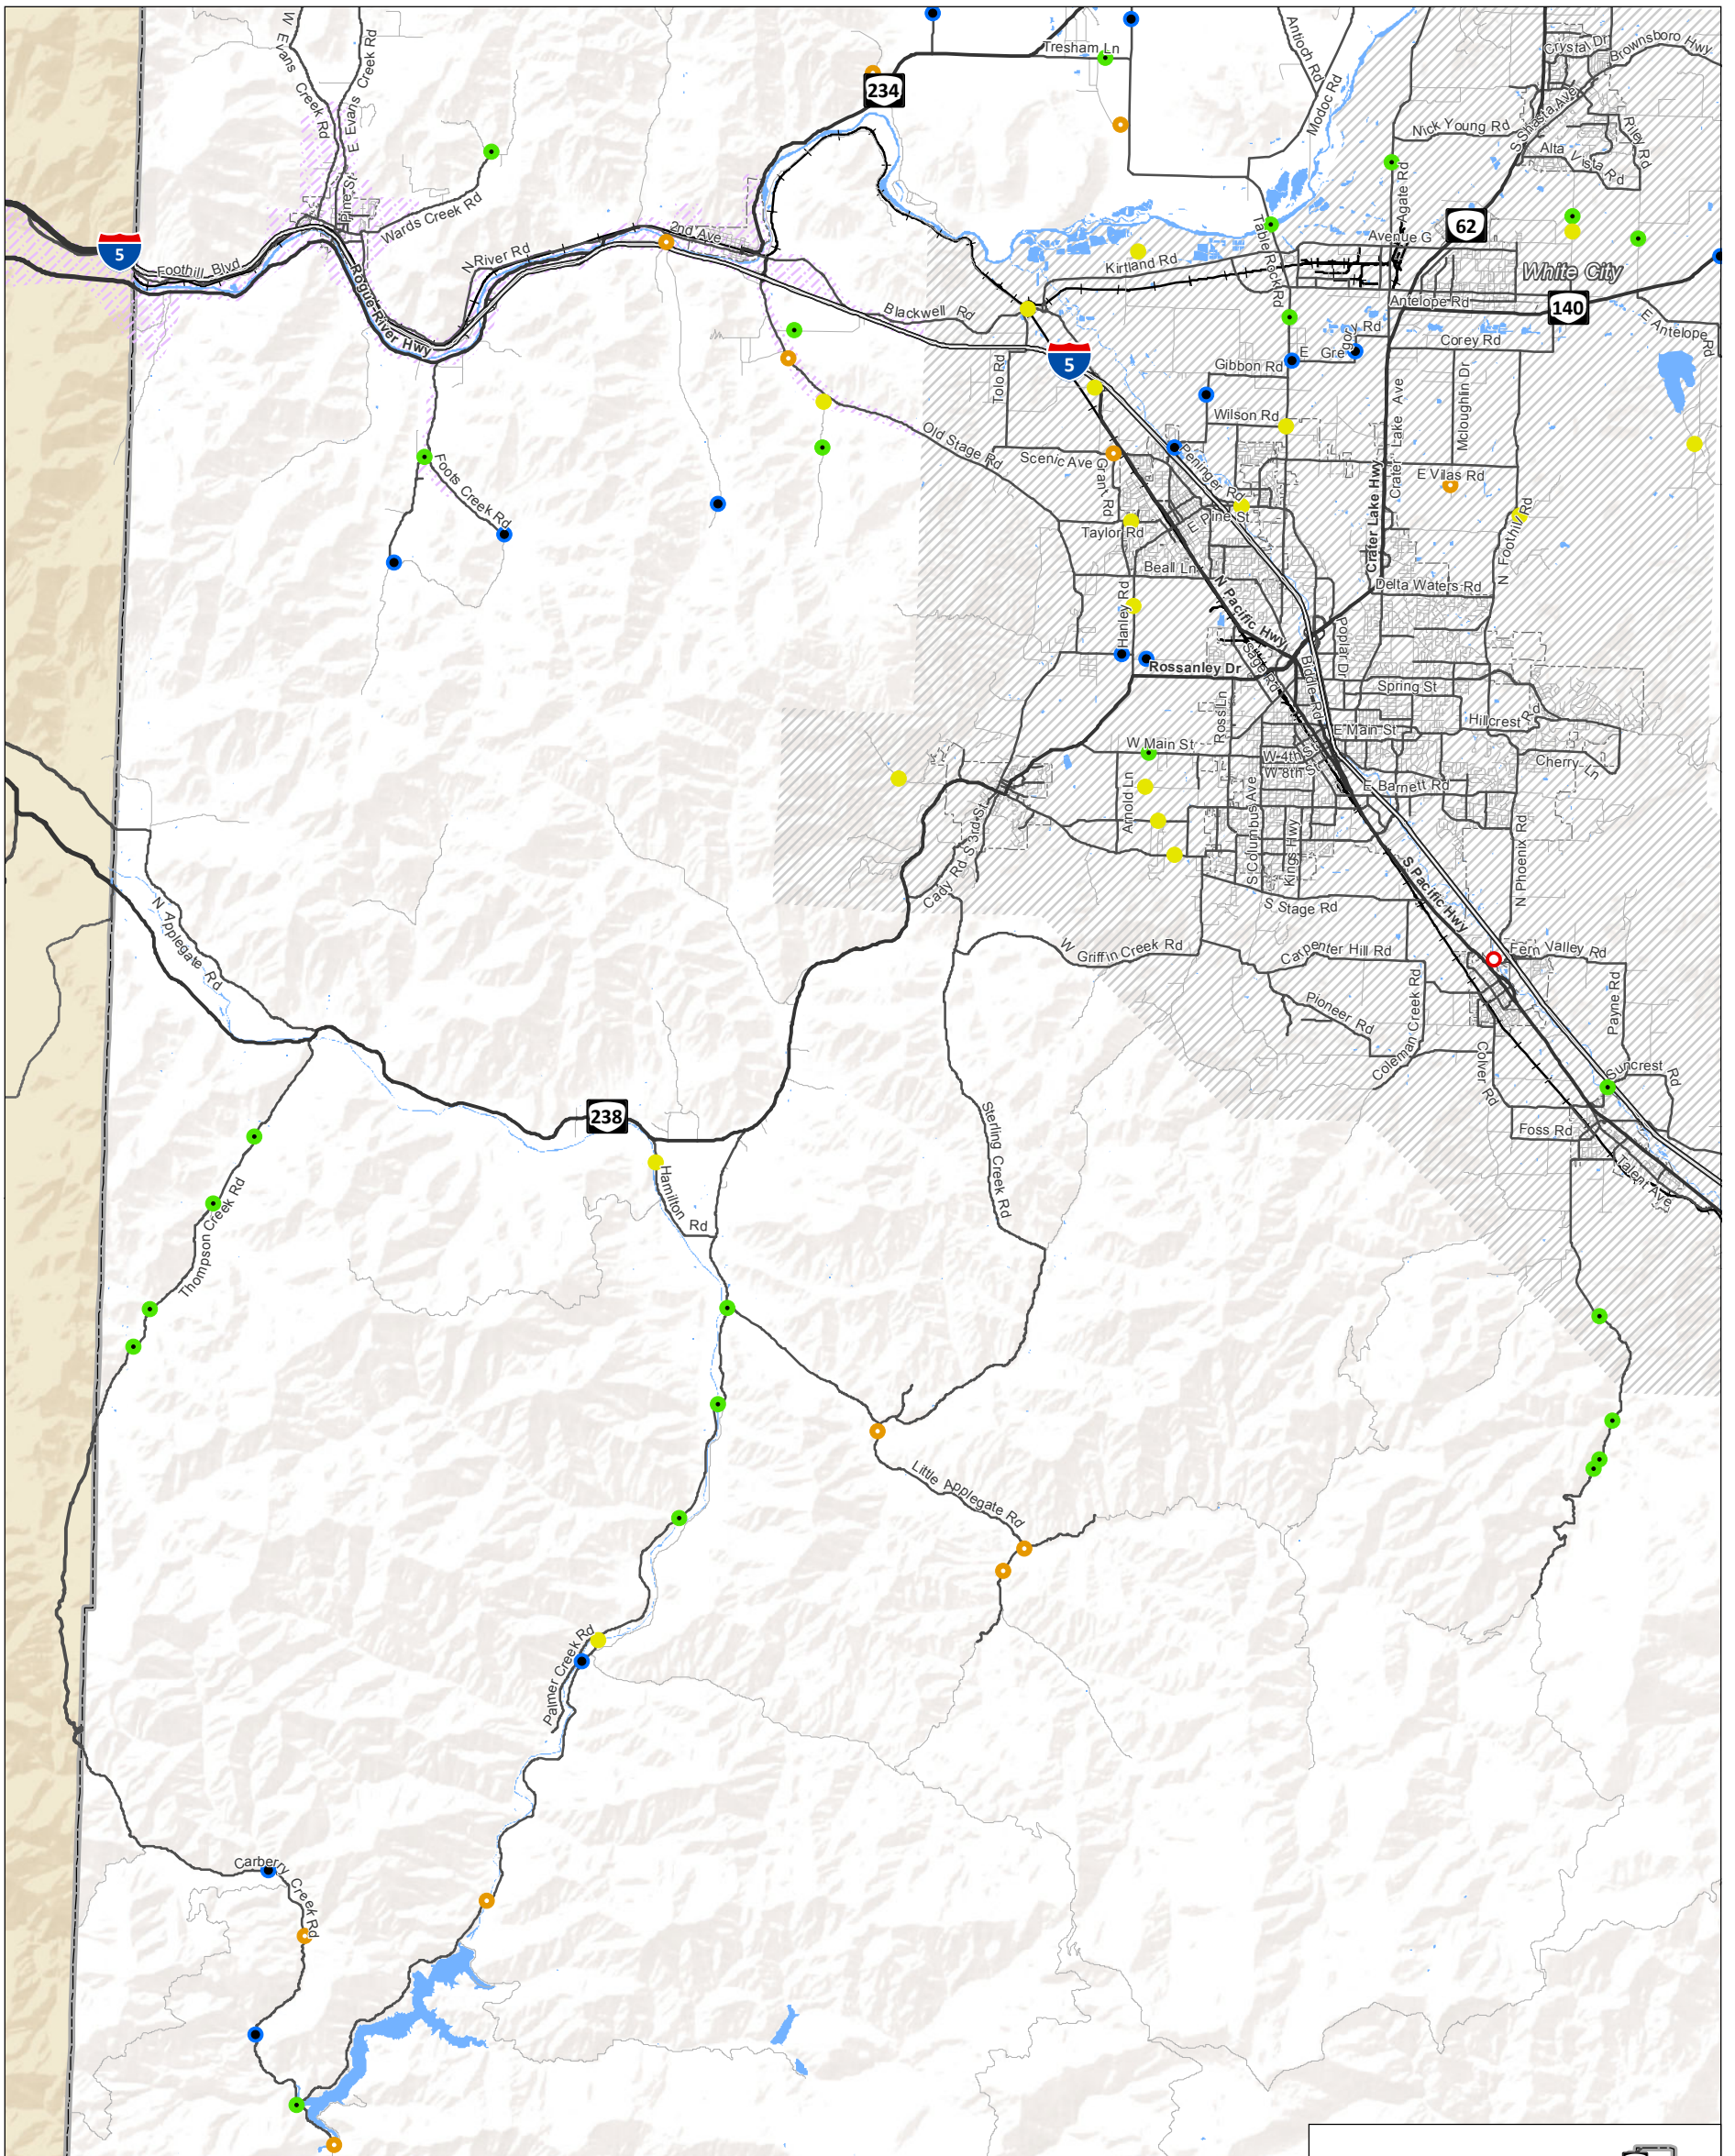 W Evans Creek Rd
E Evans Creek Rd
Pine St
Wards Creek Rd
Tresham Ln
234
Antioch Rd
Modoc Rd
Crystal Dr
Brownsboro Hwy
S Shasta Ave
Nick Young Rd
Riley Rd
Alta Vista Rd
Agate Rd
62
5
Foothill Blvd
N River Rd
2nd Ave
Rogue River Hwy
Kirtland Rd
Table Rock Rd
Avenue G
White City
Antelope Rd
140
E Antelope Rd
Blackwell Rd
5
Tolo Rd
E Gregory Rd
Corey Rd
Gibbon Rd
Wilson Rd
Crater Lake Ave
Mcloughlin Dr
Old Stage Rd
Scenic Ave
Grant Rd
Peninger Rd
E Vilas Rd
Foots Creek Rd
E Pine St
Taylor Rd
Crater Lake Hwy
N Foothill Rd
Beall Ln
Delta Waters Rd
Hanley Rd
N Pacific Hwy
Poplar Dr
Sage Rd
Biddle Rd
Rossanley Dr
Spring St
Ross Ln
Hillcrest Rd
W Main St
E Main St
W 4th St
W 8th St
Cherry Ln
E Barnett Rd
Arnold Ln
S Columbus Ave
Kings Hwy
S 3rd St
Cady Rd
N Phoenix Rd
S Pacific Hwy
S Stage Rd
N Applegate Rd
W Griffin Creek Rd
Carpenter Hill Rd
Fern Valley Rd
Pioneer Rd
Coleman Creek Rd
Payne Rd
Colver Rd
Suncrest Rd
238
Foss Rd
Talent Ave
Hamilton Rd
Sterling Creek Rd
Thompson Creek Rd
Little Applegate Rd
Palmer Creek Rd
Carberry Creek Rd